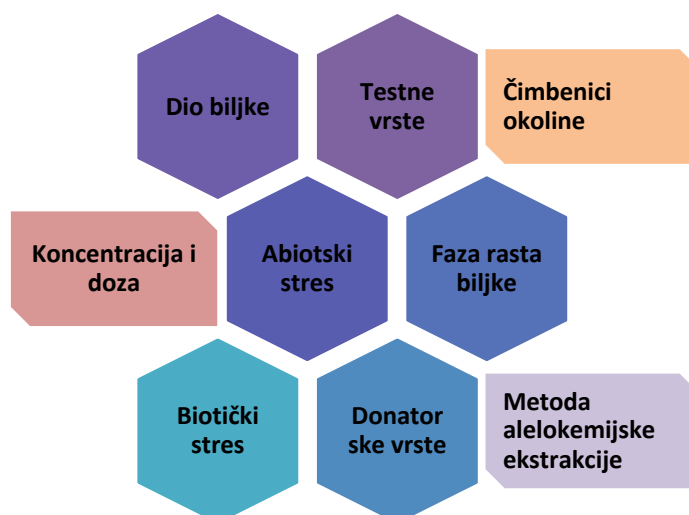 Dio biljke
Testne
vrste
Čimbenici
okoline
Koncentracija i
doza
Abiotski
stres
Faza rasta
biljke
Biotički
stres
Donator
ske vrste
Metoda
alelokemijske
ekstrakcije